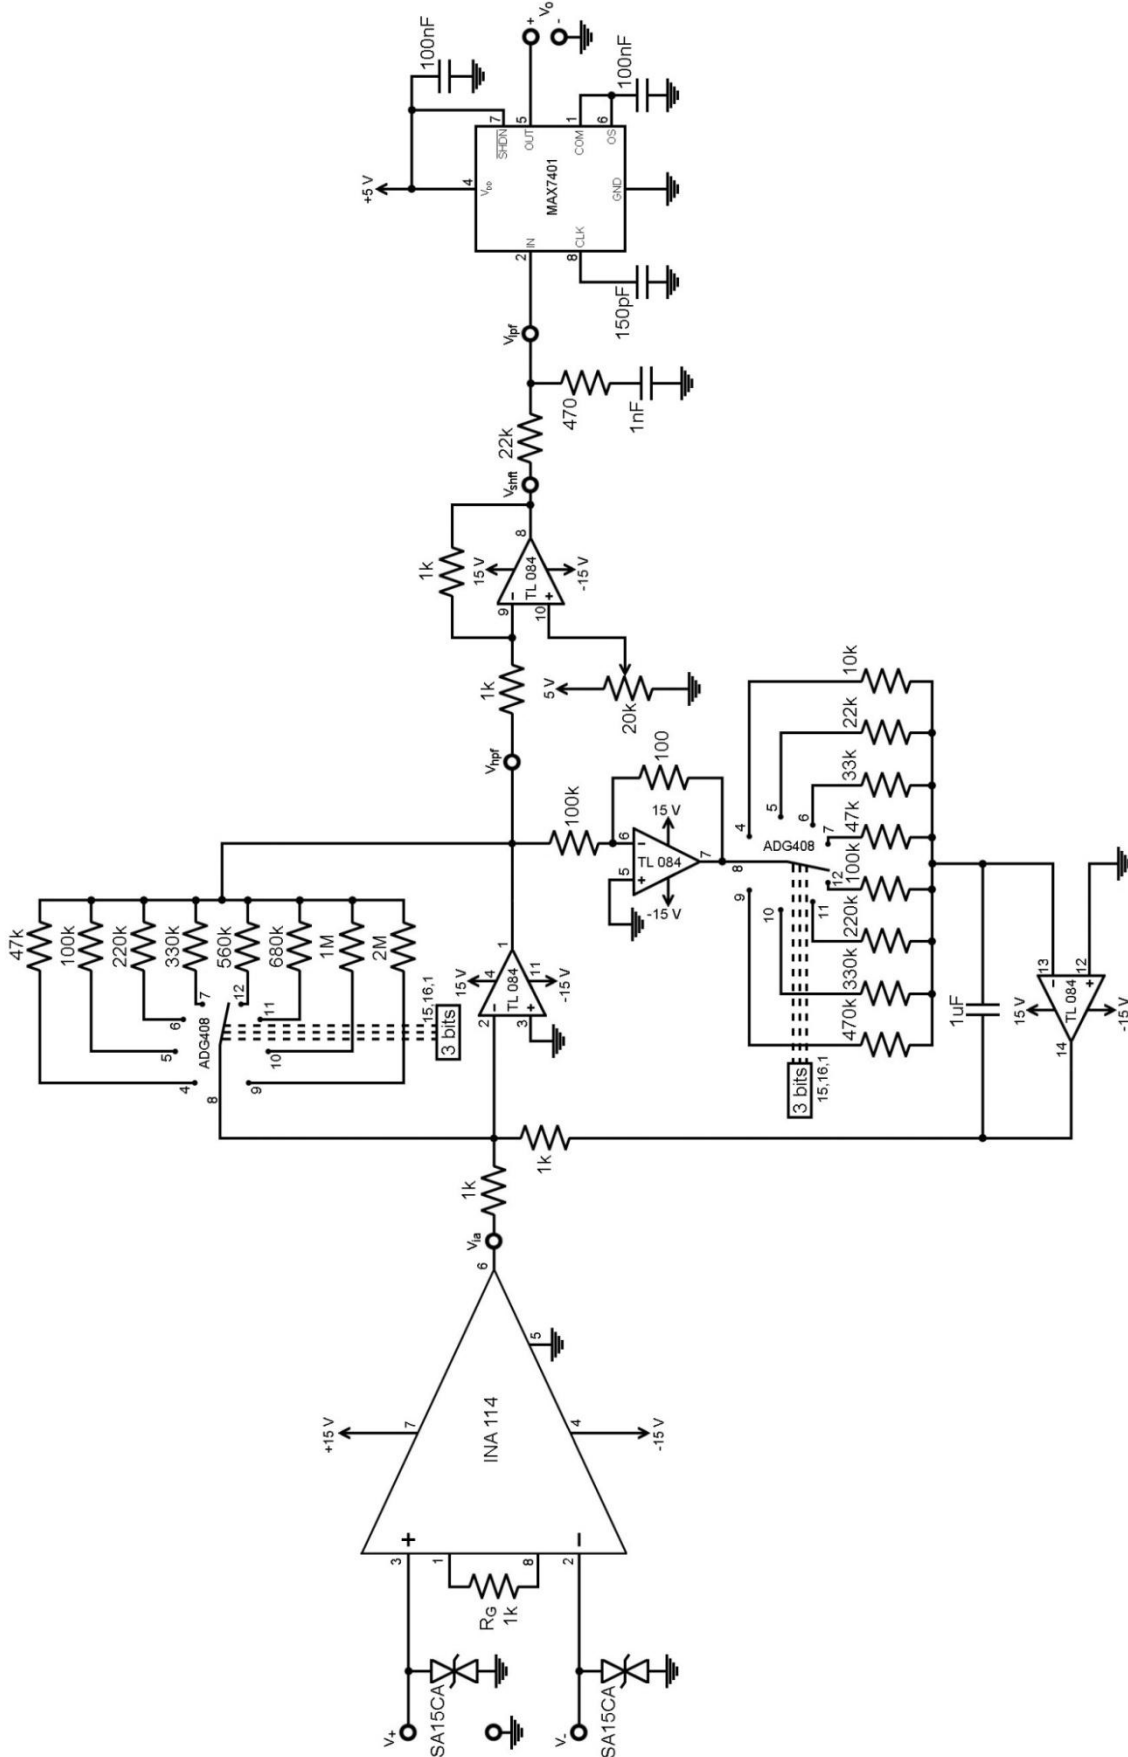 V+
SA15CA
V-
SA15CA
3
1
RG
1k
8
2
+
−
INA 114
+15 V
7
4
-15 V
5
6
Via
1k
1k
8
4
5
6
7
12
11
10
9
ADG408
47k
100k
220k
330k
560k
680k
1M
2M
3 bits
15,16,1
2
3
−
+
TL 084
15 V
4
11
-15 V
1
Vhpf
100k
100
6
5
−
+
TL 084
15 V
-15 V
7
8
4
5
6
7
12
11
10
9
ADG408
3 bits
15,16,1
10k
22k
33k
47k
100k
220k
330k
470k
1uF
13
12
−
+
TL 084
15 V
-15 V
14
1k
1k
9
10
−
+
TL 084
15 V
-15 V
8
5 V
20k
Vshft
22k
470
1nF
Vlpf
2
IN
8
CLK
150pF
MAX7401
+5 V
4
VDD
GND
SHDN
7
OUT
5
COM
1
OS
6
100nF
100nF
+
Vo
-